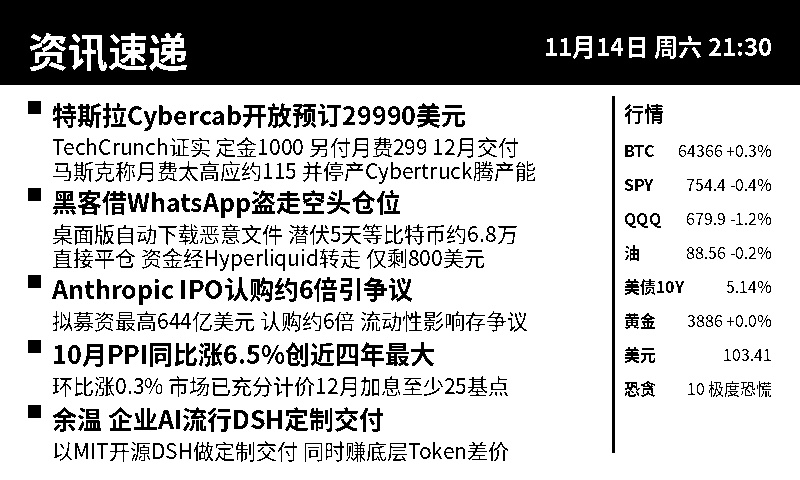 资讯速递
11月14日 周六 21:30
特斯拉Cybercab开放预订29990美元
TechCrunch证实 定金1000 另付月费299 12月交付
马斯克称月费太高应约115 并停产Cybertruck腾产能
黑客借WhatsApp盗走空头仓位
桌面版自动下载恶意文件 潜伏5天等比特币约6.8万
直接平仓 资金经Hyperliquid转走 仅剩800美元
Anthropic IPO认购约6倍引争议
拟募资最高644亿美元 认购约6倍 流动性影响存争议
10月PPI同比涨6.5%创近四年最大
环比涨0.3% 市场已充分计价12月加息至少25基点
余温 企业AI流行DSH定制交付
以MIT开源DSH做定制交付 同时赚底层Token差价
行情
BTC 64366 +0.3%
SPY 754.4 -0.4%
QQQ 679.9 -1.2%
油 88.56 -0.2%
美债10Y 5.14%
黄金 3886 +0.0%
美元 103.41
恐贪 10 极度恐慌